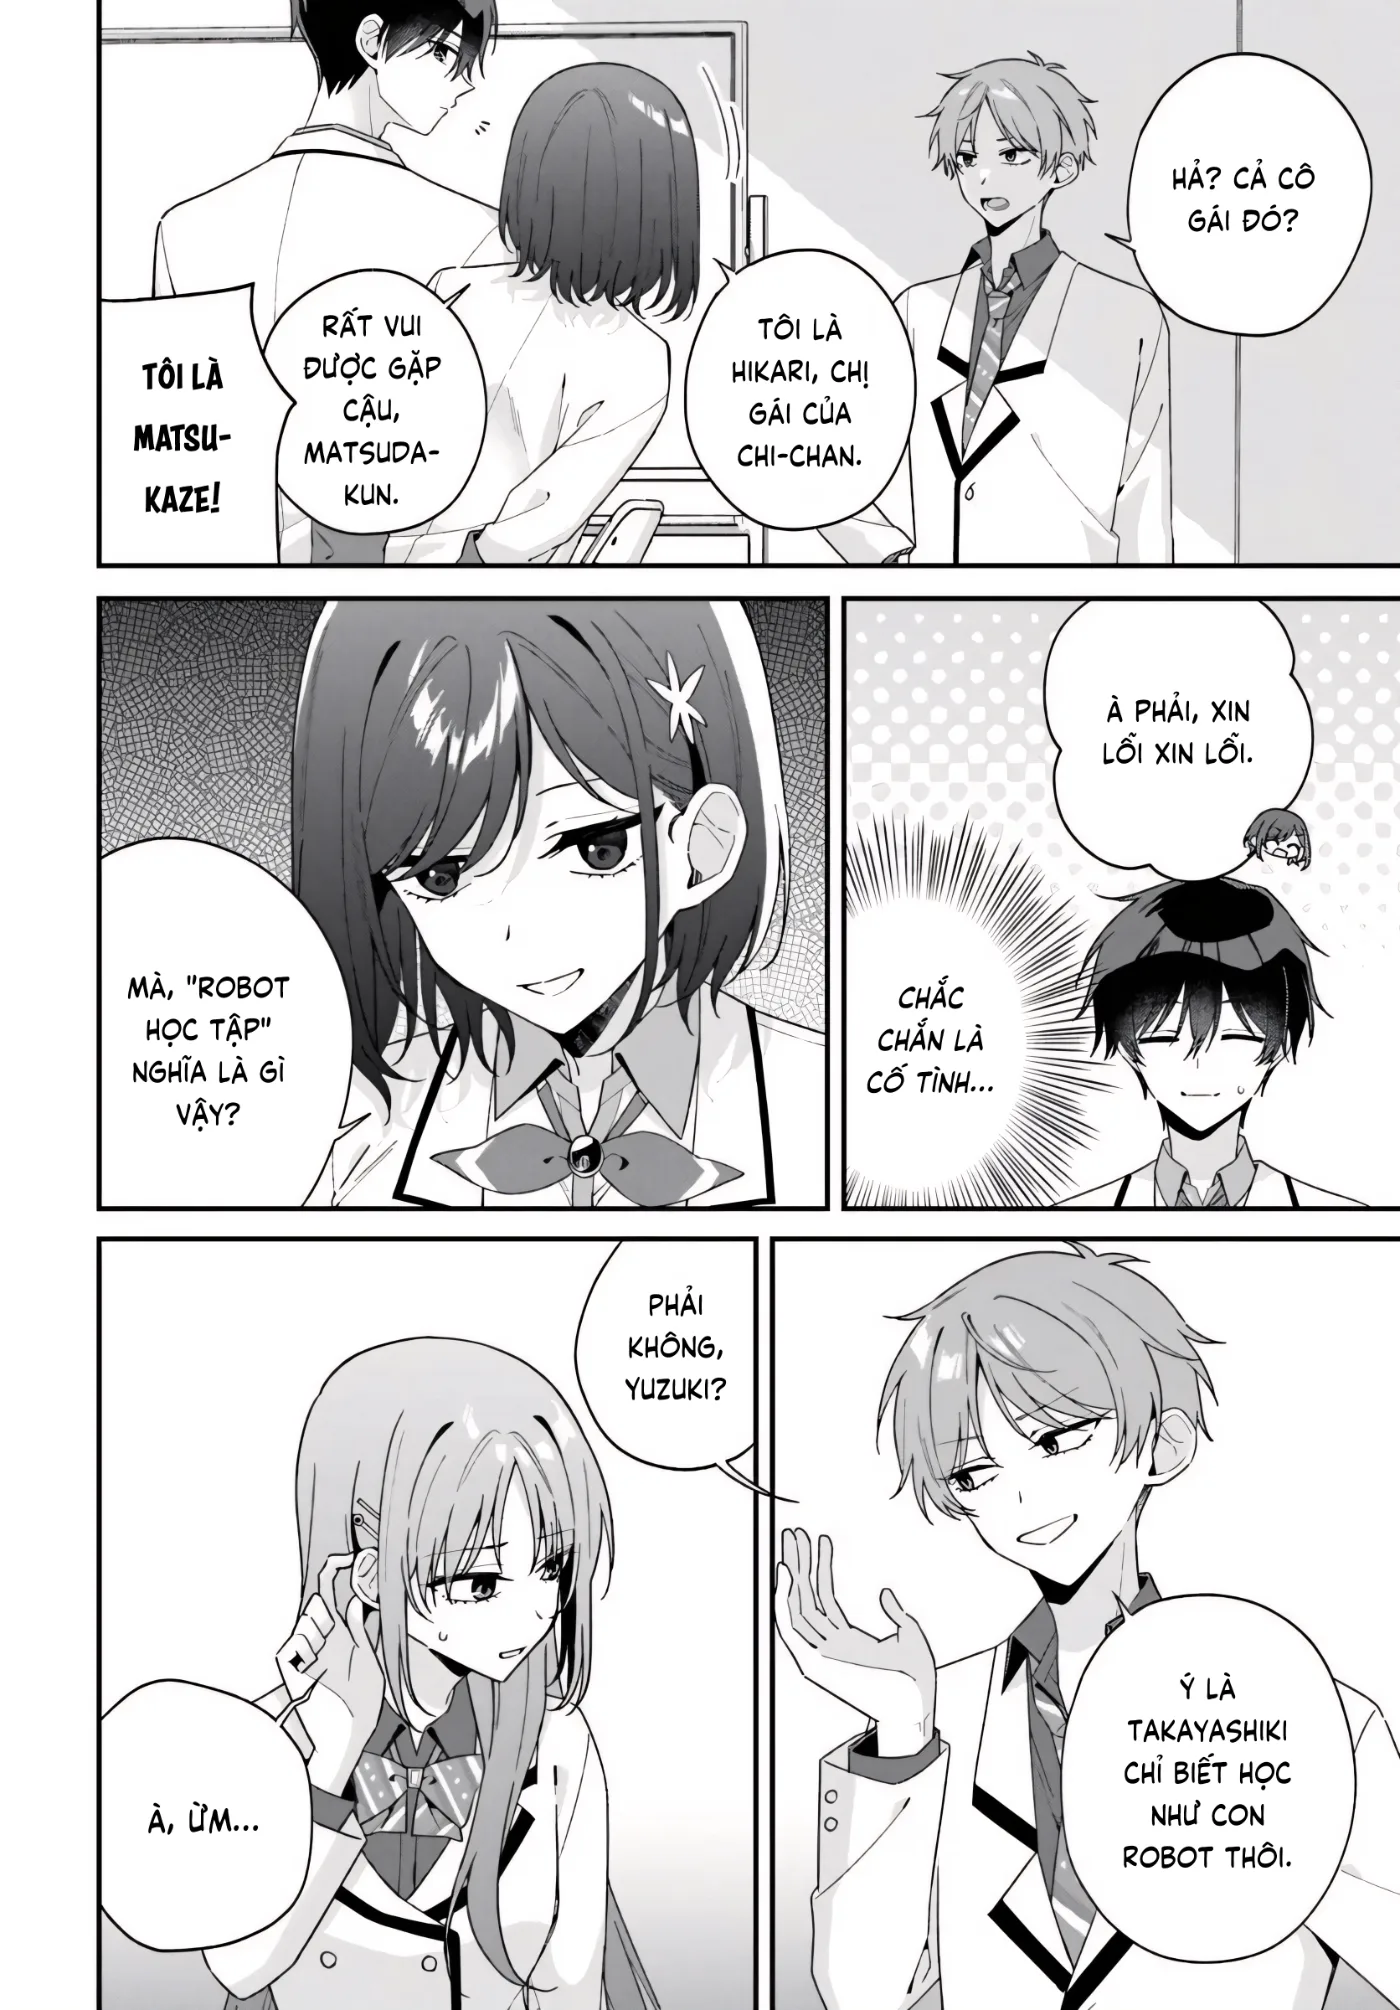 HẢ? CẢ CÔ
GÁI ĐÓ?
TÔI LÀ
HIKARI, CHỊ
GÁI CỦA
CHI-CHAN.
RẤT VUI
ĐƯỢC GẶP
CẬU,
MATSUDA-
KUN.
TÔI LÀ
MATSU-
KAZE!
À PHẢI, XIN
LỖI XIN LỖI.
CHẮC
CHẮN LÀ
CỐ TÌNH...
MÀ, "ROBOT
HỌC TẬP"
NGHĨA LÀ GÌ
VẬY?
Ý LÀ
TAKAYASHIKI
CHỈ BIẾT HỌC
NHƯ CON
ROBOT THÔI.
PHẢI
KHÔNG,
YUZUKI?
À, ỪM...